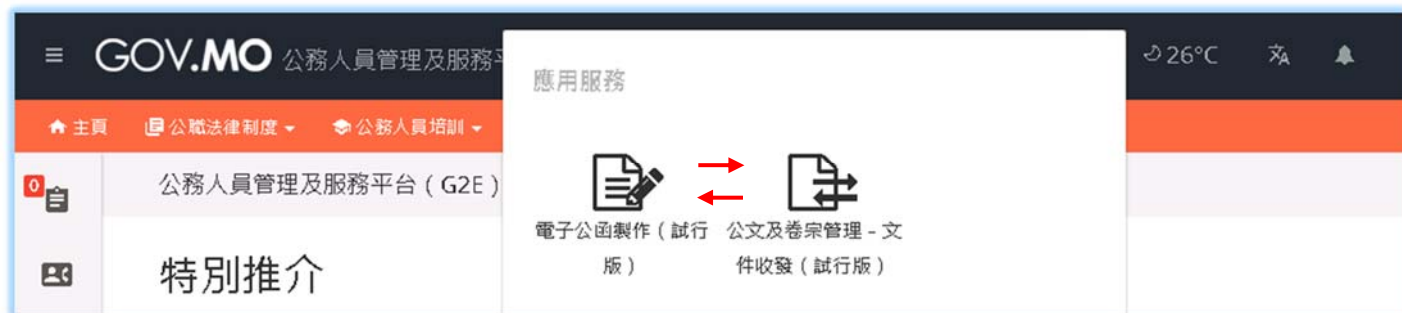 GOV.MO 公務人員管理及服務平
應用服務
26°C
主頁 公職法律制度 公務人員培訓
0
公務人員管理及服務平台（G2E）
電子公函製作（試行版）
公文及卷宗管理 - 文件收發（試行版）
特別推介